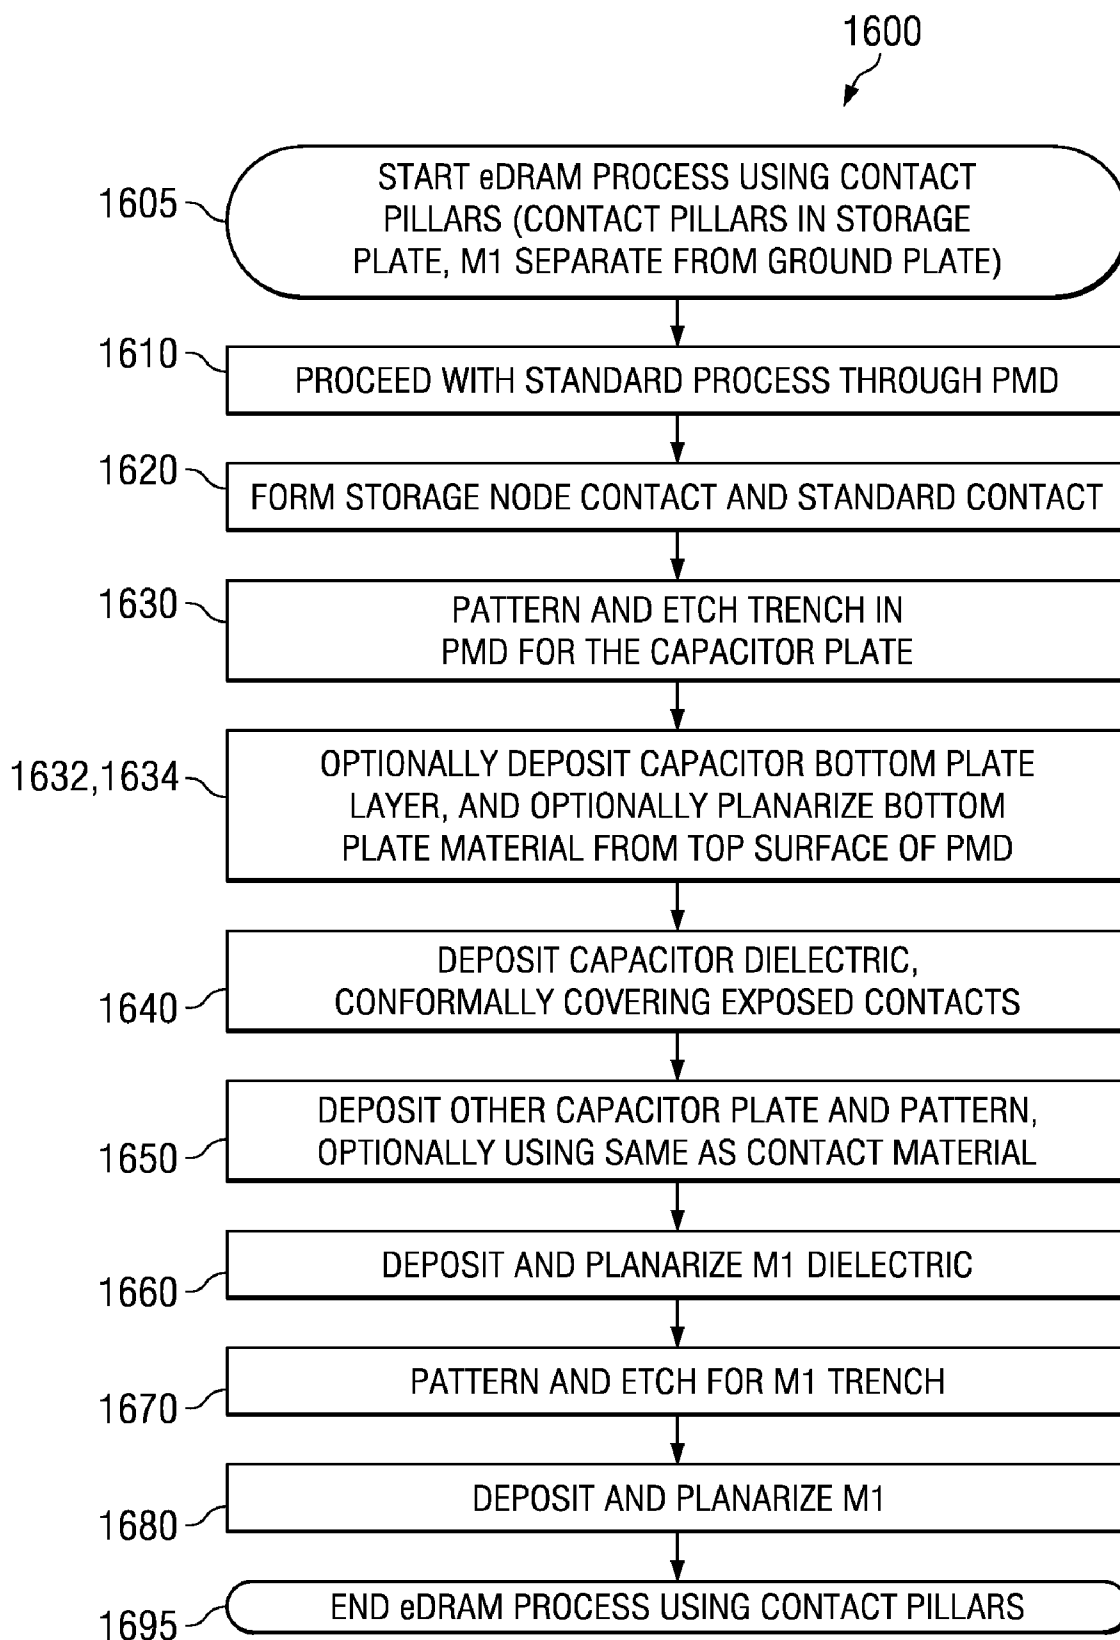 1600
1605
START eDRAM PROCESS USING CONTACT
PILLARS (CONTACT PILLARS IN STORAGE
PLATE, M1 SEPARATE FROM GROUND PLATE)
1610
PROCEED WITH STANDARD PROCESS THROUGH PMD
1620
FORM STORAGE NODE CONTACT AND STANDARD CONTACT
1630
PATTERN AND ETCH TRENCH IN
PMD FOR THE CAPACITOR PLATE
1632,1634
OPTIONALLY DEPOSIT CAPACITOR BOTTOM PLATE
LAYER, AND OPTIONALLY PLANARIZE BOTTOM
PLATE MATERIAL FROM TOP SURFACE OF PMD
1640
DEPOSIT CAPACITOR DIELECTRIC,
CONFORMALLY COVERING EXPOSED CONTACTS
1650
DEPOSIT OTHER CAPACITOR PLATE AND PATTERN,
OPTIONALLY USING SAME AS CONTACT MATERIAL
1660
DEPOSIT AND PLANARIZE M1 DIELECTRIC
1670
PATTERN AND ETCH FOR M1 TRENCH
1680
DEPOSIT AND PLANARIZE M1
1695
END eDRAM PROCESS USING CONTACT PILLARS